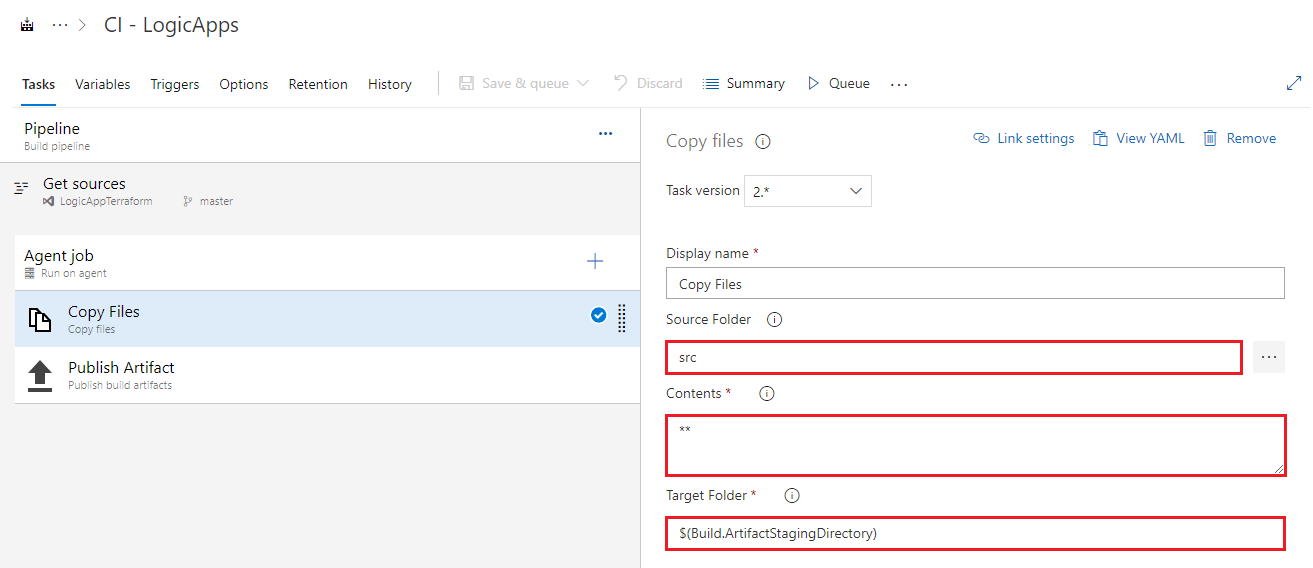 ··· > CI - LogicApps
Tasks Variables Triggers Options Retention History Save & queue Discard Summary Queue ···
Pipeline ···
Build pipeline
Get sources
LogicAppTerraform master
Agent job
Run on agent
Copy Files
Copy files
Publish Artifact
Publish build artifacts
Copy files Link settings View YAML Remove
Task version 2.*
Display name *
Copy Files
Source Folder
src ···
Contents *
**
Target Folder *
$(Build.ArtifactStagingDirectory)